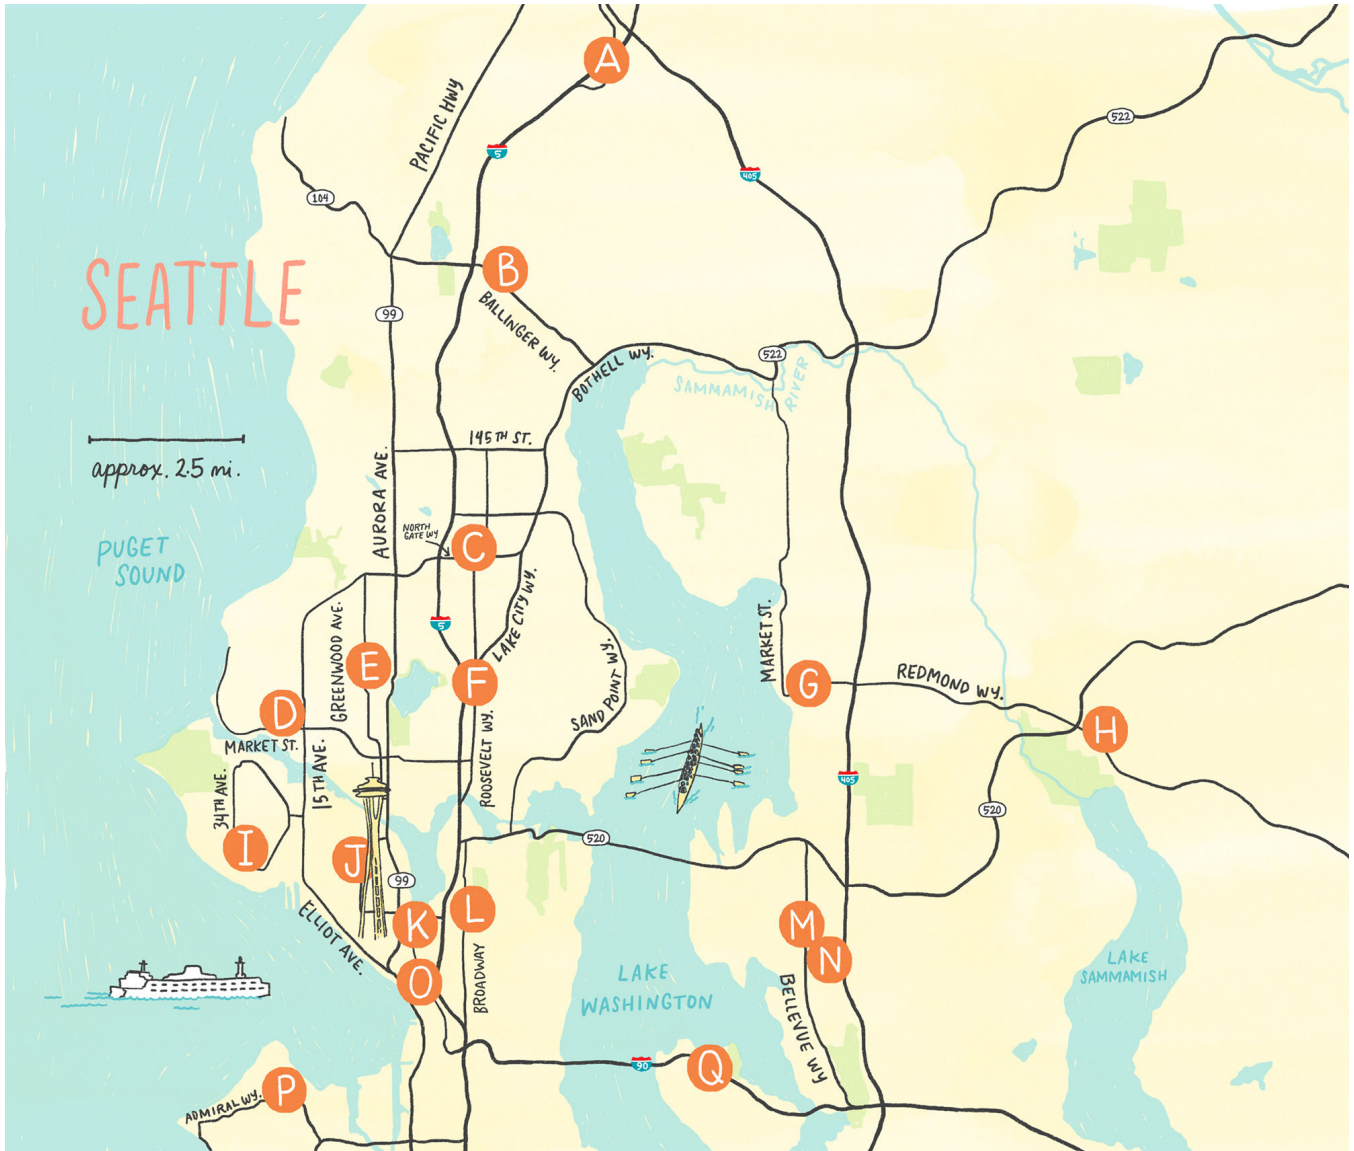 A
PACIFIC HWY
5
405
522
104
SEATTLE
B
99
BALLINGER WY.
BOTHELL WY.
522
SAMMAMISH
RIVER
approx. 2.5 mi.
145TH ST.
AURORA AVE.
NORTH
GATE WY
C
PUGET
SOUND
5
LAKE CITY WY.
GREENWOOD AVE.
E
F
SAND POINT WY.
MARKET ST.
G
REDMOND WY.
H
D
MARKET ST.
15TH AVE.
ROOSEVELT WY.
34TH AVE.
405
520
520
I
J
99
K
L
M
N
ELLIOT AVE.
O
BROADWAY
LAKE
WASHINGTON
BELLEVUE WY
LAKE
SAMMAMISH
90
Q
P
ADMIRAL WY.